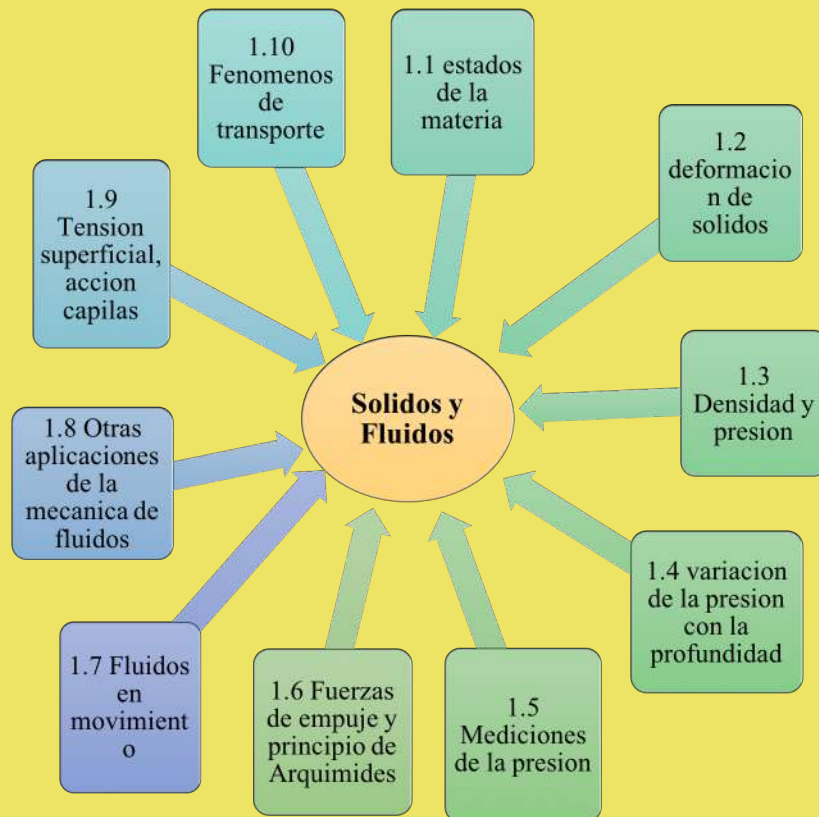 1.10
Fenomenos
de
transporte
1.1 estados
de la
materia
1.2
deformacio
n de
solidos
1.3
Densidad y
presion
1.4 variacion
de la presion
con la
profundidad
1.5
Mediciones
de la presion
1.6 Fuerzas
de empuje y
principio de
Arquimides
1.7 Fluidos
en
movimient
o
1.8 Otras
aplicaciones
de la
mecanica de
fluidos
1.9
Tension
superficial,
accion
capilas
Solidos y
Fluidos